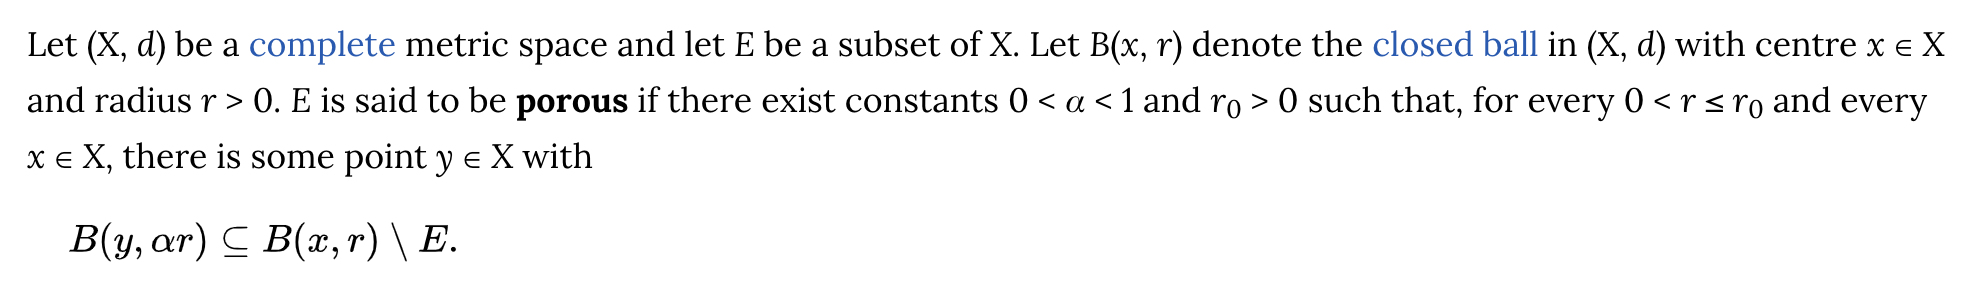 Let (X, d) be a complete metric space and let E be a subset of X. Let B(x, r) denote the closed ball in (X, d) with centre x ∈ X
and radius r > 0. E is said to be porous if there exist constants 0 < α < 1 and r₀ > 0 such that, for every 0 < r ≤ r₀ and every
x ∈ X, there is some point y ∈ X with
B(y, αr) ⊆ B(x, r) \ E.